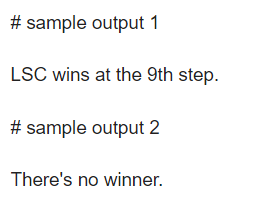 # sample output 1
LSC wins at the 9th step.
# sample output 2
There's no winner.